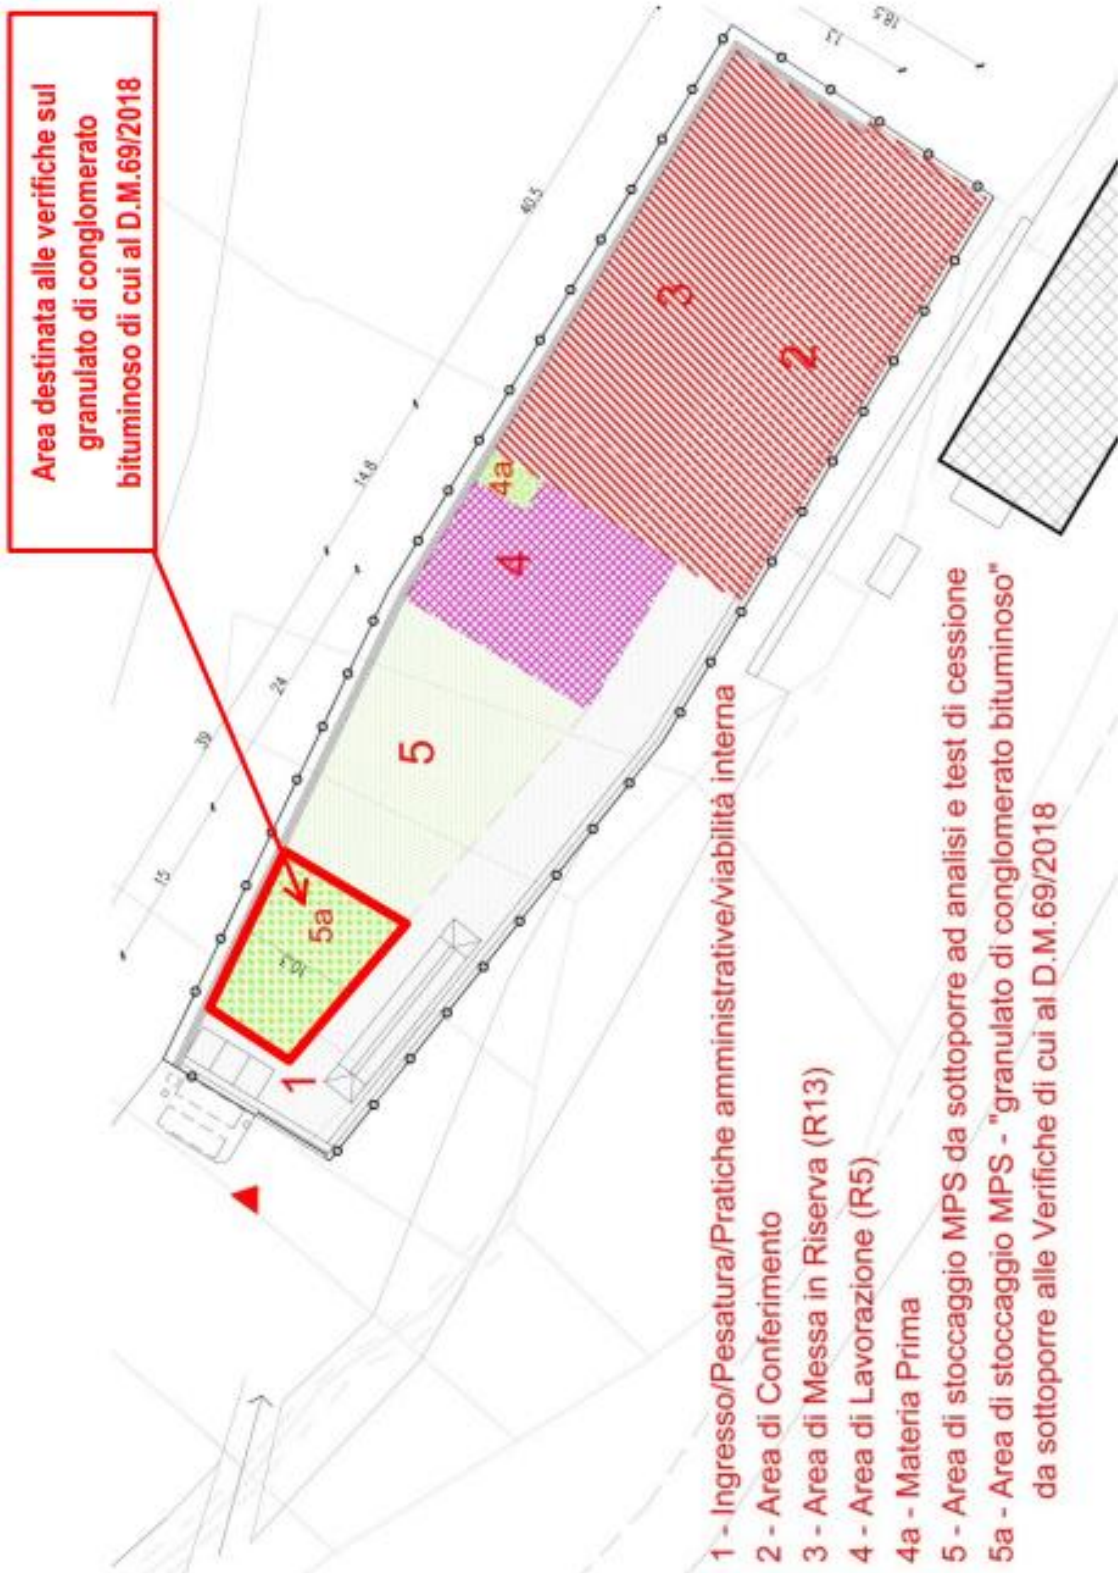 Area destinata alle verifiche sul
granulato di conglomerato
bituminoso di cui al D.M.69/2018
18.5
13
40.5
14.8
24
39
15
3
2
4a
4
5
5a
10.3
1
1 - Ingresso/Pesatura/Pratiche amministrative/viabilità interna
2 - Area di Conferimento
3 - Area di Messa in Riserva (R13)
4 - Area di Lavorazione (R5)
4a - Materia Prima
5 - Area di stoccaggio MPS da sottoporre ad analisi e test di cessione
5a - Area di stoccaggio MPS - "granulato di conglomerato bituminoso"
da sottoporre alle Verifiche di cui al D.M.69/2018